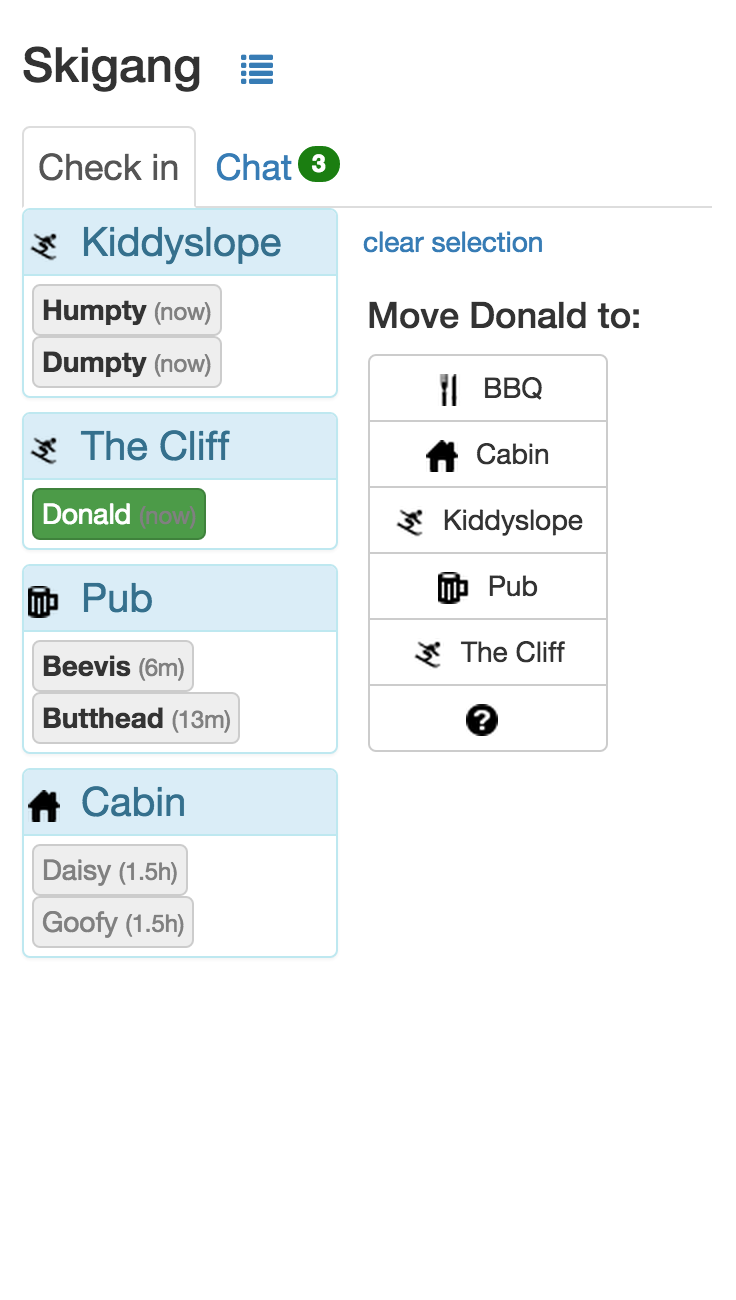 Skigang
Check in
Chat 3
Kiddyslope
Humpty (now)
Dumpty (now)
The Cliff
Donald (now)
Pub
Beevis (6m)
Butthead (13m)
Cabin
Daisy (1.5h)
Goofy (1.5h)
clear selection
Move Donald to:
BBQ
Cabin
Kiddyslope
Pub
The Cliff
?